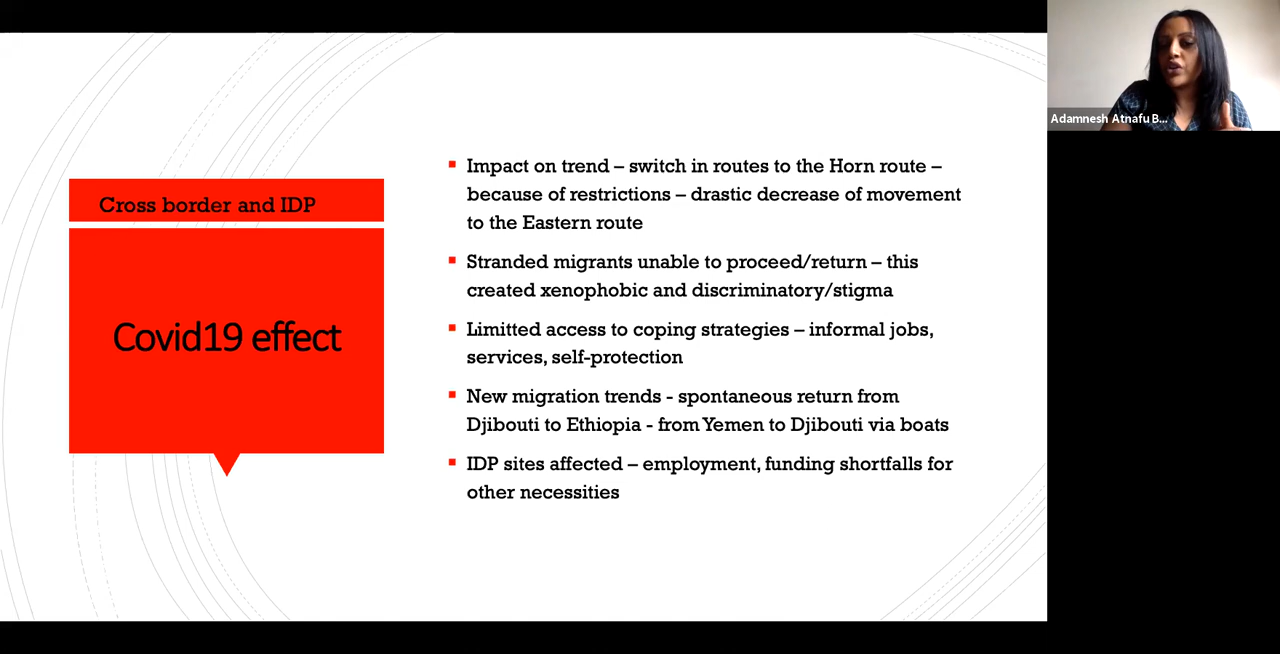 Adamnesh Atnafu B...
Cross border and IDP
Covid19 effect
Impact on trend – switch in routes to the Horn route –
because of restrictions – drastic decrease of movement
to the Eastern route
Stranded migrants unable to proceed/return – this
created xenophobic and discriminatory/stigma
Limitted access to coping strategies – informal jobs,
services, self-protection
New migration trends - spontaneous return from
Djibouti to Ethiopia - from Yemen to Djibouti via boats
IDP sites affected – employment, funding shortfalls for
other necessities